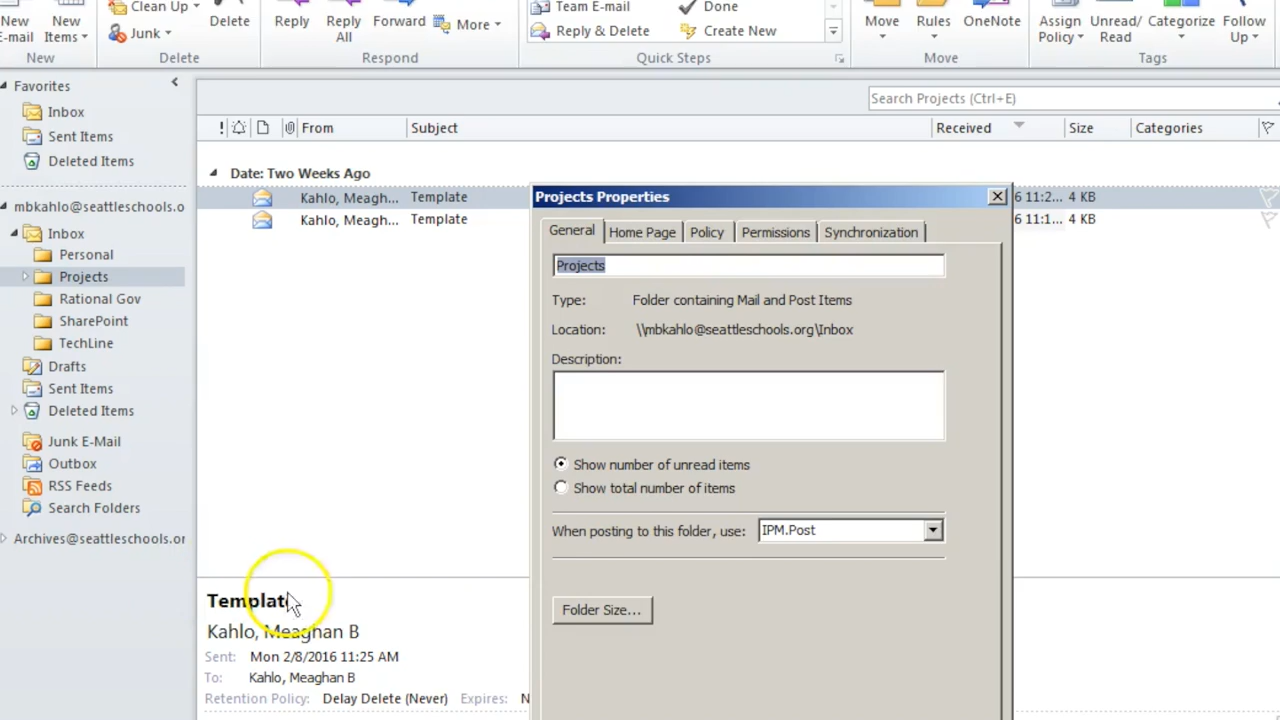 New
E-mail
New
Items
New
Clean Up
Junk
Delete
Delete
Reply
Reply
All
Forward
More
Respond
Team E-mail
Reply & Delete
Done
Create New
Quick Steps
Move
Rules
OneNote
Move
Assign
Policy
Unread/
Read
Categorize
Follow
Up
Tags
Favorites
Inbox
Sent Items
Deleted Items
mbkahlo@seattleschools.o
Inbox
Personal
Projects
Rational Gov
SharePoint
TechLine
Drafts
Sent Items
Deleted Items
Junk E-Mail
Outbox
RSS Feeds
Search Folders
Archives@seattleschools.or
Search Projects (Ctrl+E)
! From Subject Received Size Categories
Date: Two Weeks Ago
Kahlo, Meagh... Template 6 11:2... 4 KB
Kahlo, Meagh... Template 6 11:1... 4 KB
Projects Properties
General Home Page Policy Permissions Synchronization
Projects
Type: Folder containing Mail and Post Items
Location: \\mbkahlo@seattleschools.org\Inbox
Description:
Show number of unread items
Show total number of items
When posting to this folder, use: IPM.Post
Folder Size...
Template
Kahlo, Meaghan B
Sent: Mon 2/8/2016 11:25 AM
To: Kahlo, Meaghan B
Retention Policy: Delay Delete (Never) Expires: N